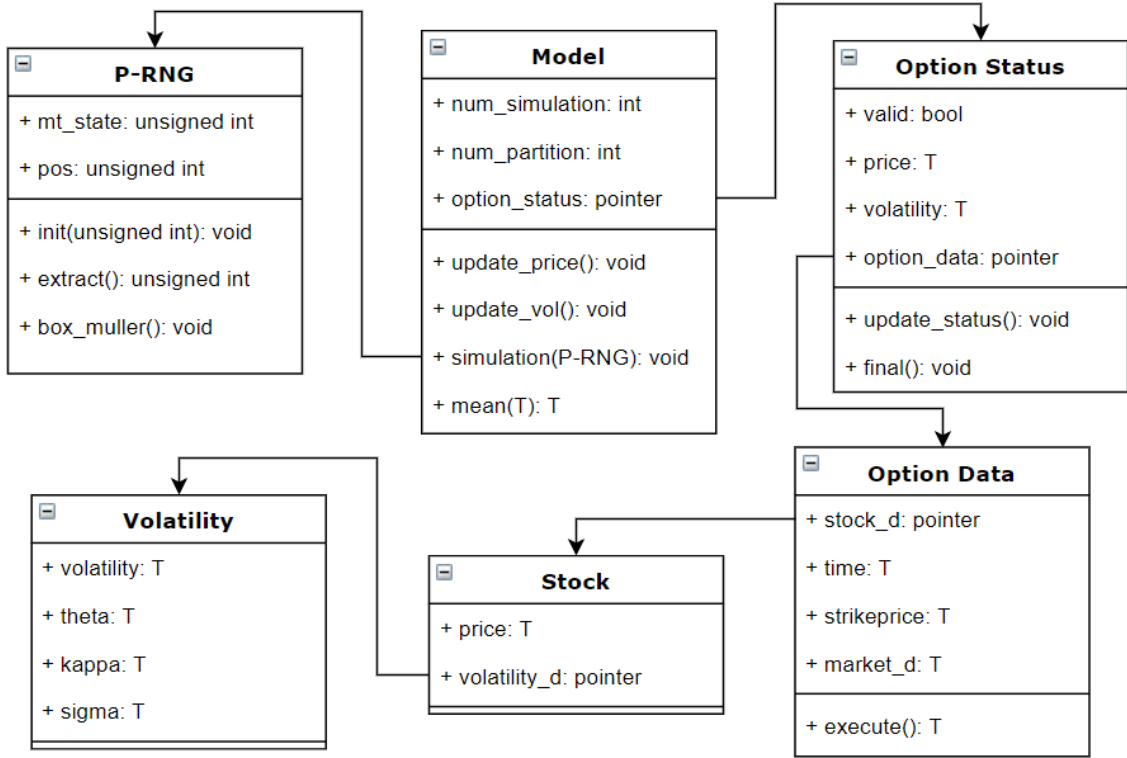 P-RNG
+ mt_state: unsigned int
+ pos: unsigned int
+ init(unsigned int): void
+ extract(): unsigned int
+ box_muller(): void
Model
+ num_simulation: int
+ num_partition: int
+ option_status: pointer
+ update_price(): void
+ update_vol(): void
+ simulation(P-RNG): void
+ mean(T): T
Option Status
+ valid: bool
+ price: T
+ volatility: T
+ option_data: pointer
+ update_status(): void
+ final(): void
Volatility
+ volatility: T
+ theta: T
+ kappa: T
+ sigma: T
Stock
+ price: T
+ volatility_d: pointer
Option Data
+ stock_d: pointer
+ time: T
+ strikeprice: T
+ market_d: T
+ execute(): T